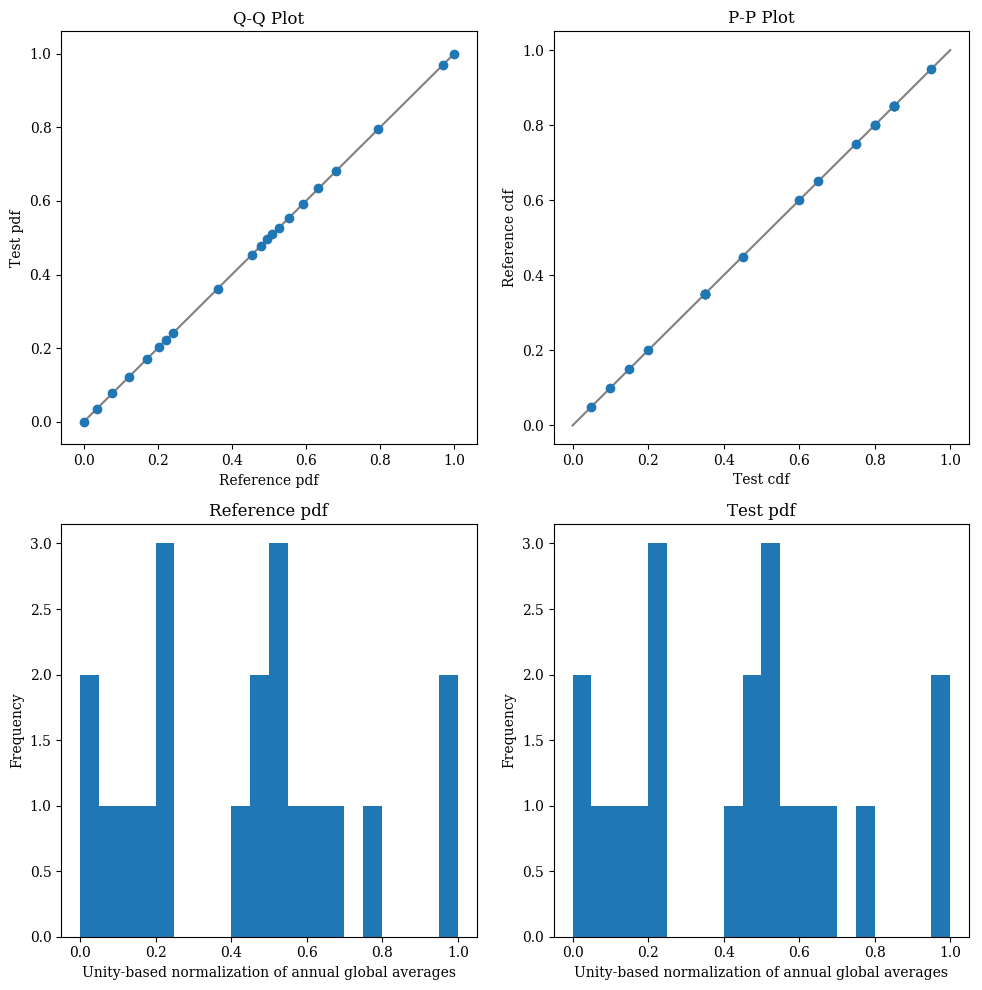 Q-Q Plot
1.0
0.8
0.6
0.4
0.2
0.0
Test pdf
0.0 0.2 0.4 0.6 0.8 1.0
Reference pdf
P-P Plot
1.0
0.8
0.6
0.4
0.2
0.0
Reference cdf
0.0 0.2 0.4 0.6 0.8 1.0
Test cdf
Reference pdf
3.0
2.5
2.0
1.5
1.0
0.5
0.0
Frequency
0.0 0.2 0.4 0.6 0.8 1.0
Unity-based normalization of annual global averages
Test pdf
3.0
2.5
2.0
1.5
1.0
0.5
0.0
Frequency
0.0 0.2 0.4 0.6 0.8 1.0
Unity-based normalization of annual global averages